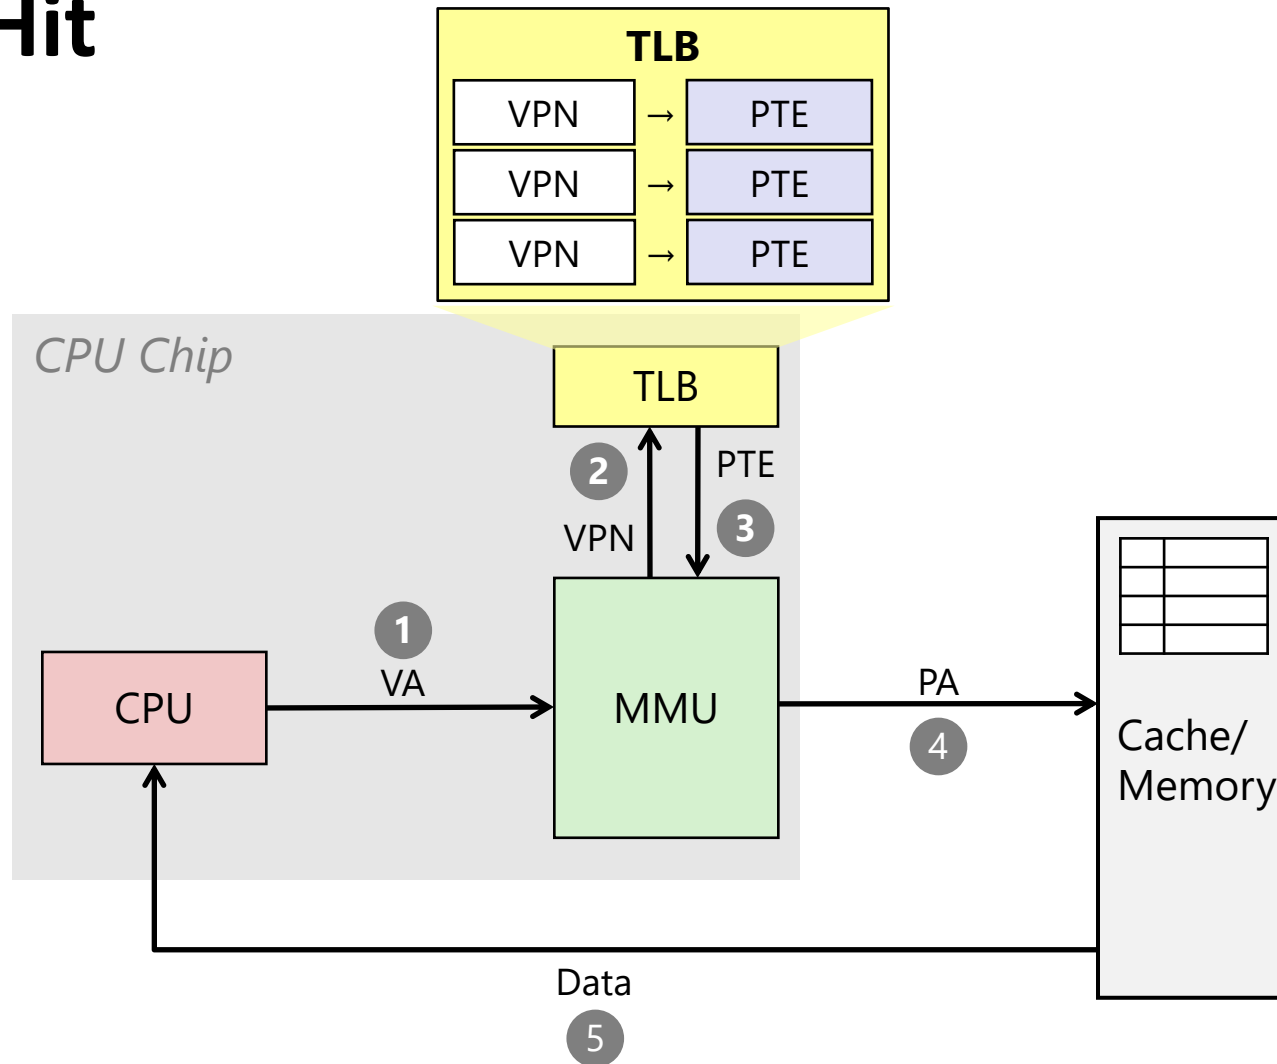 Hit
TLB
VPN → PTE
VPN → PTE
VPN → PTE
CPU Chip
TLB
2
PTE
VPN
3
1
VA
CPU
MMU
PA
4
Cache/
Memory
Data
5